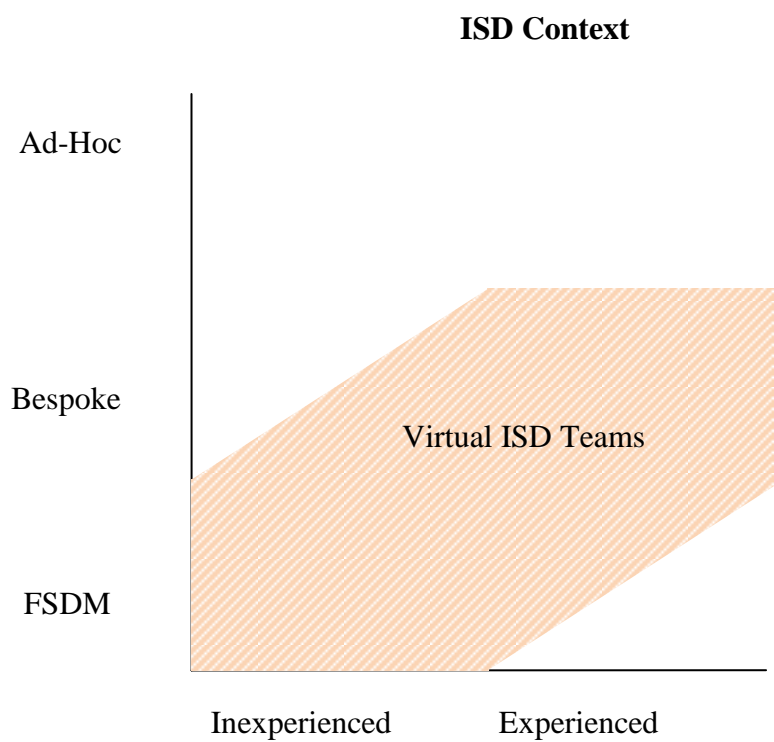 ISD Context
Ad-Hoc
Bespoke
Virtual ISD Teams
FSDM
Inexperienced
Experienced